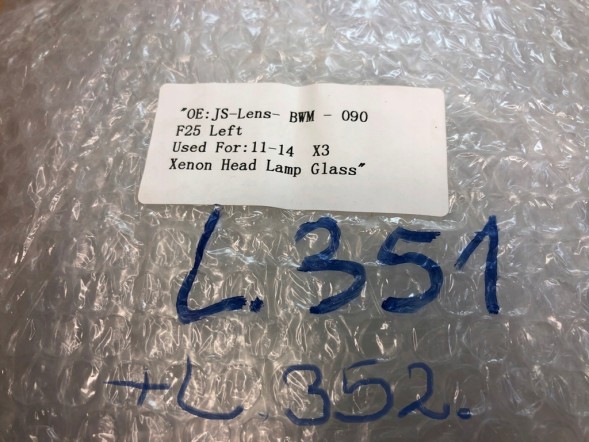 "OE:JS-Lens- BWM - 090
F25 Left
Used For:11-14 X3
Xenon Head Lamp Glass"
L.351
+L.352.